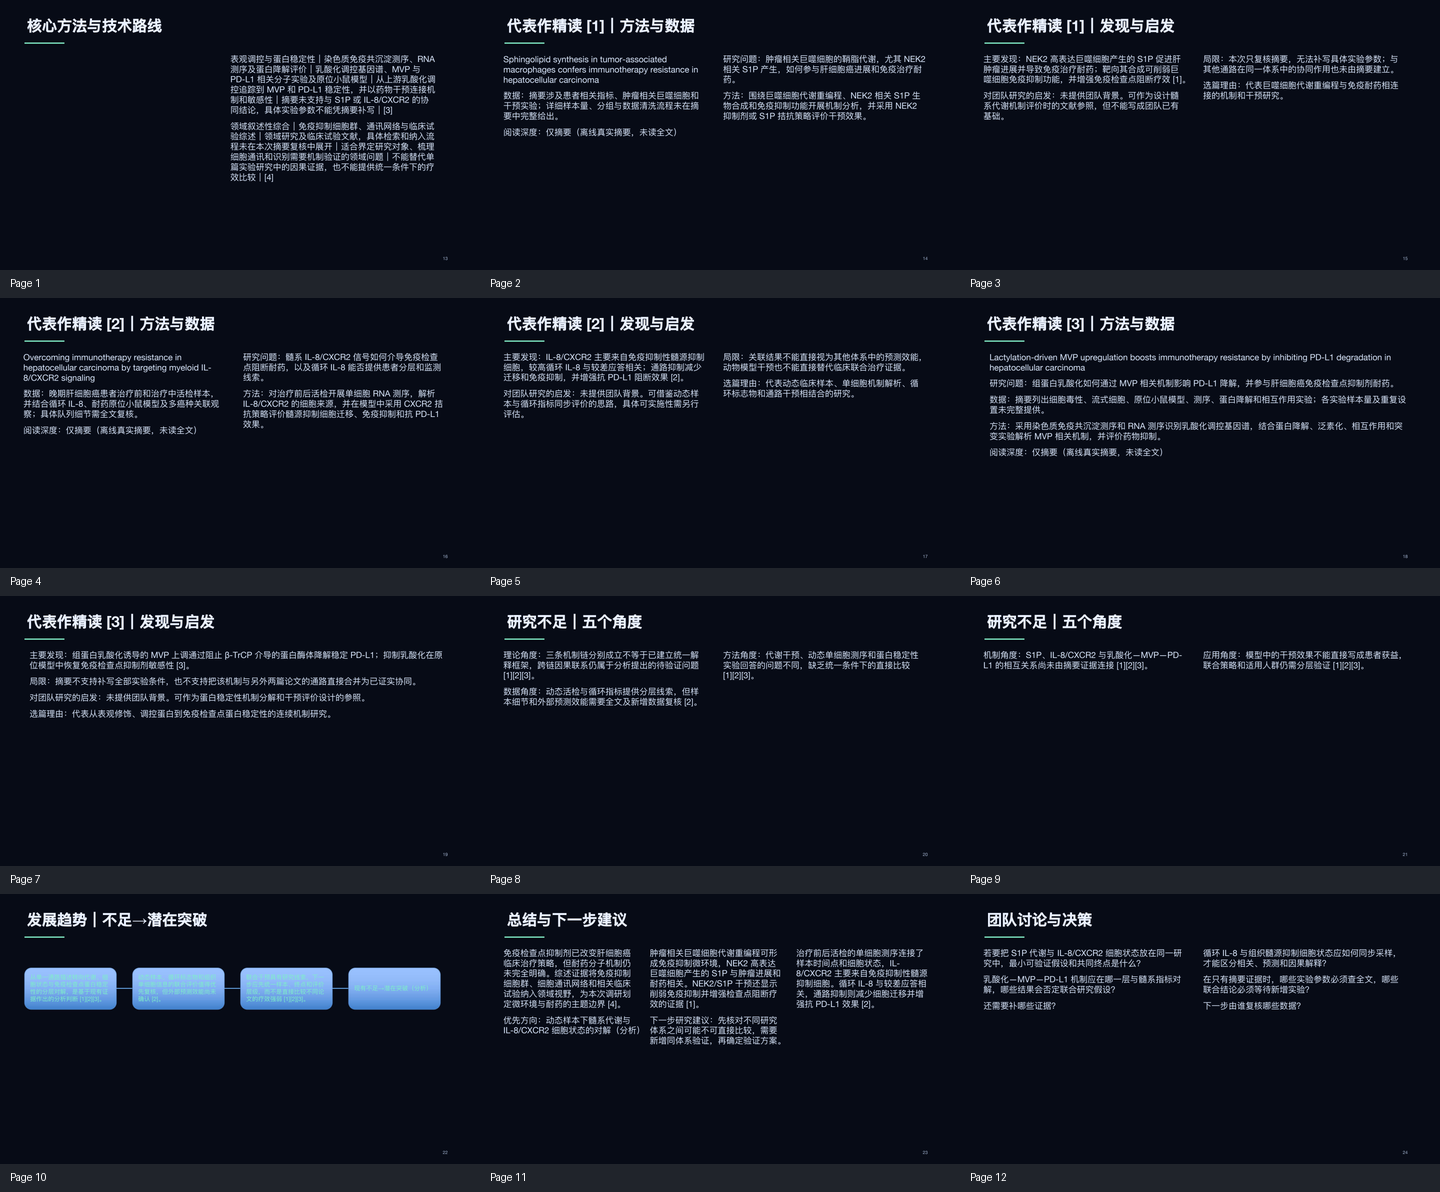 核心方法与技术路线
表观调控与蛋白稳定性｜染色质免疫共沉淀测序、RNA
测序及蛋白降解评价｜乳酸化调控基因谱、MVP 与
PD-L1 相关分子实验及小鼠原位模型｜从上游乳酸化调
控追踪到 MVP 和 PD-L1 稳定性，并以药物干预连接机
制和敏感性｜摘要未支持与 S1P 或 IL-8/CXCR2 的协
同结论，具体实验参数不能凭摘要补写｜[3]
领域叙述性综合｜免疫抑制细胞群、通讯网络与临床试
验综述｜领域研究及临床试验文献，具体检索和纳入流
程未在本次摘要复核中展开｜适合界定研究对象、梳理
细胞通讯和识别需要机制验证的领域问题｜不能替代单
篇实验研究中的因果证据，也不能提供统一条件下的疗
效比较｜[4]
13
Page 1
代表作精读 [1]｜方法与数据
Sphingolipid synthesis in tumor-associated
macrophages confers immunotherapy resistance in
hepatocellular carcinoma
数据：摘要涉及患者相关指标、肿瘤相关巨噬细胞和
干预实验；详细样本量、分组与数据清洗流程未在摘
要中完整给出。
阅读深度：仅摘要（离线真实摘要，未读全文）
研究问题：肿瘤相关巨噬细胞的鞘脂代谢，尤其 NEK2
相关 S1P 产生，如何参与肝细胞癌进展和免疫治疗耐
药。
方法：围绕巨噬细胞代谢重编程、NEK2 相关 S1P 生
物合成和免疫抑制功能开展机制分析，并采用 NEK2
抑制剂或 S1P 拮抗策略评价干预效果。
14
Page 2
代表作精读 [1]｜发现与启发
主要发现：NEK2 高表达巨噬细胞产生的 S1P 促进肝
肿瘤进展并导致免疫治疗耐药；靶向其合成可削弱巨
噬细胞免疫抑制，并增强免疫检查点阻断疗效 [1]。
对团队研究的启发：未提供团队背景。可作为设计髓
系代谢机制评价时的文献参照，但不能写成团队已有
基础。
局限：本次只复核摘要，无法补写具体实验参数；与
其他通路在同一体系中的协同作用也未由摘要建立。
选篇理由：代表巨噬细胞代谢重编程与免疫耐药相连
接的机制和干预研究。
15
Page 3
代表作精读 [2]｜方法与数据
Overcoming immunotherapy resistance in
hepatocellular carcinoma by targeting myeloid IL-
8/CXCR2 signaling
数据：晚期肝细胞癌患者治疗前和治疗中活检样本，
并结合循环 IL-8、耐药原位小鼠模型及多癌种关联观
察；具体队列细节需全文复核。
阅读深度：仅摘要（离线真实摘要，未读全文）
研究问题：髓系 IL-8/CXCR2 信号如何介导免疫检查
点阻断耐药，以及循环 IL-8 能否提供患者分层和监测
线索。
方法：对治疗前后活检开展单细胞 RNA 测序，解析
IL-8/CXCR2 的细胞来源，并在模型中采用 CXCR2 拮
抗策略评价髓源抑制细胞迁移、免疫抑制和抗 PD-L1
效果。
16
Page 4
代表作精读 [2]｜发现与启发
主要发现：IL-8/CXCR2 主要来自免疫抑制性髓源抑制
细胞，较高循环 IL-8 与较差应答相关；通路抑制减少
迁移和免疫抑制，并增强抗 PD-L1 阻断效果 [2]。
对团队研究的启发：未提供团队背景。可借鉴动态样
本与循环指标同步评价的思路，具体可实施性需另行
评估。
局限：关联结果不能直接视为其他体系中的预测效能，
动物模型干预也不能直接替代临床联合治疗证据。
选篇理由：代表动态临床样本、单细胞机制解析、循
环标志物和通路干预相结合的研究。
17
Page 5
代表作精读 [3]｜方法与数据
Lactylation-driven MVP upregulation boosts immunotherapy resistance by inhibiting PD-L1 degradation in
hepatocellular carcinoma
研究问题：组蛋白乳酸化如何通过 MVP 相关机制影响 PD-L1 降解，并参与肝细胞癌免疫检查点抑制剂耐药。
数据：摘要列出细胞毒性、流式细胞、原位小鼠模型、测序、蛋白降解和相互作用实验；各实验样本量及重复设
置未完整提供。
方法：采用染色质免疫共沉淀测序和 RNA 测序识别乳酸化调控基因谱，结合蛋白降解、泛素化、相互作用和突
变实验解析 MVP 相关机制，并评价药物抑制。
阅读深度：仅摘要（离线真实摘要，未读全文）
18
Page 6
代表作精读 [3]｜发现与启发
主要发现：组蛋白乳酸化诱导的 MVP 上调通过阻止 β-TrCP 介导的蛋白酶体降解稳定 PD-L1；抑制乳酸化在原
位模型中恢复免疫检查点抑制剂敏感性 [3]。
局限：摘要不支持补写全部实验条件，也不支持把该机制与另外两篇论文的通路直接合并为已证实协同。
对团队研究的启发：未提供团队背景。可作为蛋白稳定性机制分解和干预评价设计的参照。
选篇理由：代表从表观修饰、调控蛋白到免疫检查点蛋白稳定性的连续机制研究。
19
Page 7
研究不足｜五个角度
理论角度：三条机制链分别成立不等于已建立统一解
释框架，跨链因果联系仍属于分析提出的待验证问题
[1][2][3]。
数据角度：动态活检与循环指标提供分层线索，但样
本细节和外部预测效能需要全文及新增数据复核 [2]。
方法角度：代谢干预、动态单细胞测序和蛋白稳定性
实验回答的问题不同，缺乏统一条件下的直接比较
[1][2][3]。
20
Page 8
研究不足｜五个角度
机制角度：S1P、IL-8/CXCR2 与乳酸化—MVP—PD-
L1 的相互关系尚未由摘要证据连接 [1][2][3]。
应用角度：模型中的干预效果不能直接写成患者获益，
联合策略和适用人群仍需分层验证 [1][2][3]。
21
Page 9
发展趋势｜不足→潜在突破
22
Page 10
总结与下一步建议
免疫检查点抑制剂已改变肝细胞癌
临床治疗策略，但耐药分子机制仍
未完全明确。综述证据将免疫抑制
细胞群、细胞通讯网络和相关临床
试验纳入领域视野，为本次调研划
定微环境与耐药的主题边界 [4]。
优先方向：动态样本下髓系代谢与
IL-8/CXCR2 细胞状态的对解（分析）
肿瘤相关巨噬细胞代谢重编程可形
成免疫抑制微环境，NEK2 高表达
巨噬细胞产生的 S1P 与肿瘤进展和
耐药相关。NEK2/S1P 干预还显示
削弱免疫抑制并增强检查点阻断疗
效的证据 [1]。
下一步研究建议：先核对不同研究
体系之间可能不可直接比较，需要
新增同体系验证，再确定验证方案。
治疗前后活检的单细胞测序连接了
样本时间点和细胞状态，IL-
8/CXCR2 主要来自免疫抑制性髓源
抑制细胞。循环 IL-8 与较差应答相
关，通路抑制则减少细胞迁移并增
强抗 PD-L1 效果 [2]。
23
Page 11
团队讨论与决策
若要把 S1P 代谢与 IL-8/CXCR2 细胞状态放在同一研
究中，最小可验证假设和共同终点是什么？
乳酸化—MVP—PD-L1 机制应在哪一层与髓系指标对
解，哪些结果会否定联合研究假设？
还需要补哪些证据？
循环 IL-8 与组织髓源抑制细胞状态应如何同步采样，
才能区分相关、预测和因果解释？
在只有摘要证据时，哪些实验参数必须查全文，哪些
联合结论必须等待新增实验？
下一步由谁复核哪些数据？
24
Page 12